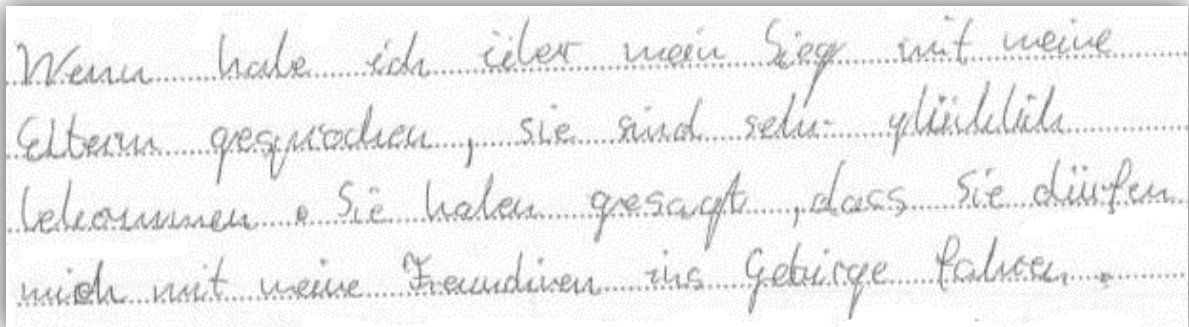 Wenn habe ich über mein Sieg mit meine
Eltern gesprochen, sie sind sehr glücklich
bekommen. Sie haben gesagt, dass Sie dürfen
mich mit meine Freundinen ins Gebirge fahren.